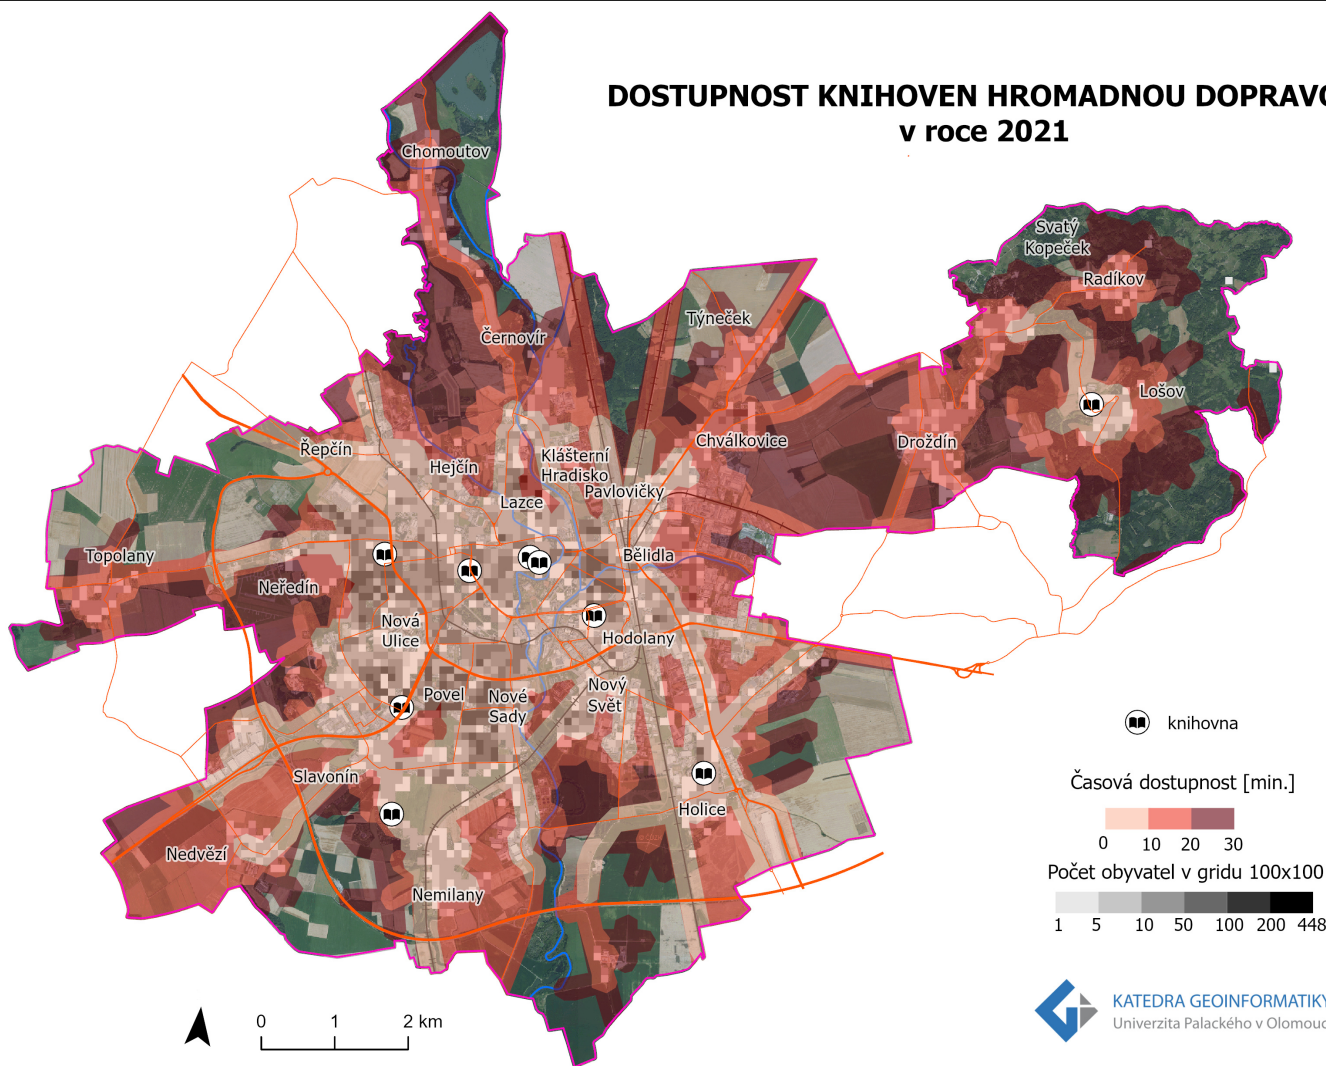 DOSTUPNOST KNIHOVEN HROMADNOU DOPRAVO
v roce 2021
Chomoutov
Svatý
Kopeček
Radíkov
Týneček
Černovír
Lošov
Chválkovice
Droždín
Řepčín
Hejčín
Klášterní
Hradisko
Pavlovičky
Lazce
Topolany
Bělidla
Neředín
Nová
Ulice
Hodolany
Povel
Nové
Sady
Nový
Svět
Slavonín
Holice
Nedvězí
Nemilany
knihovna
Časová dostupnost [min.]
0 10 20 30
Počet obyvatel v gridu 100x100
1 5 10 50 100 200 448
KATEDRA GEOINFORMATIKY
Univerzita Palackého v Olomouc
0 1 2 km